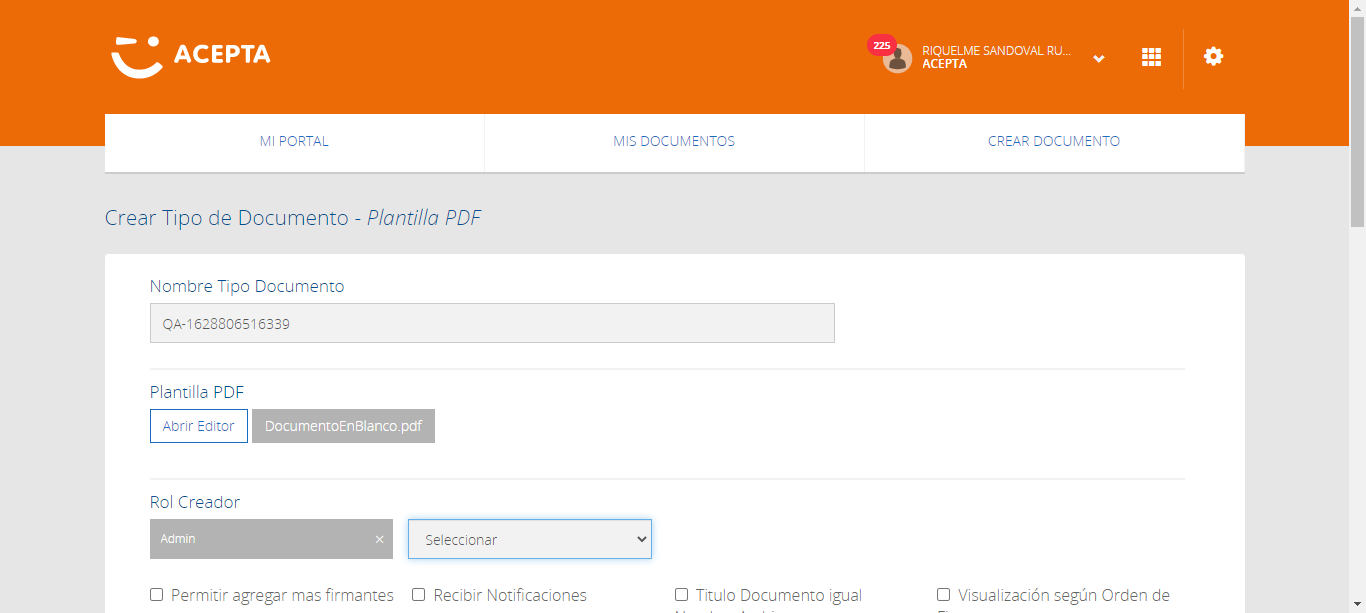 ACEPTA
225
RIQUELME SANDOVAL RU...
ACEPTA
MI PORTAL
MIS DOCUMENTOS
CREAR DOCUMENTO
Crear Tipo de Documento - Plantilla PDF
Nombre Tipo Documento
QA-1628806516339
Plantilla PDF
Abrir Editor
DocumentoEnBlanco.pdf
Rol Creador
Admin ×
Seleccionar
Permitir agregar mas firmantes
Recibir Notificaciones
Titulo Documento igual
Visualización según Orden de